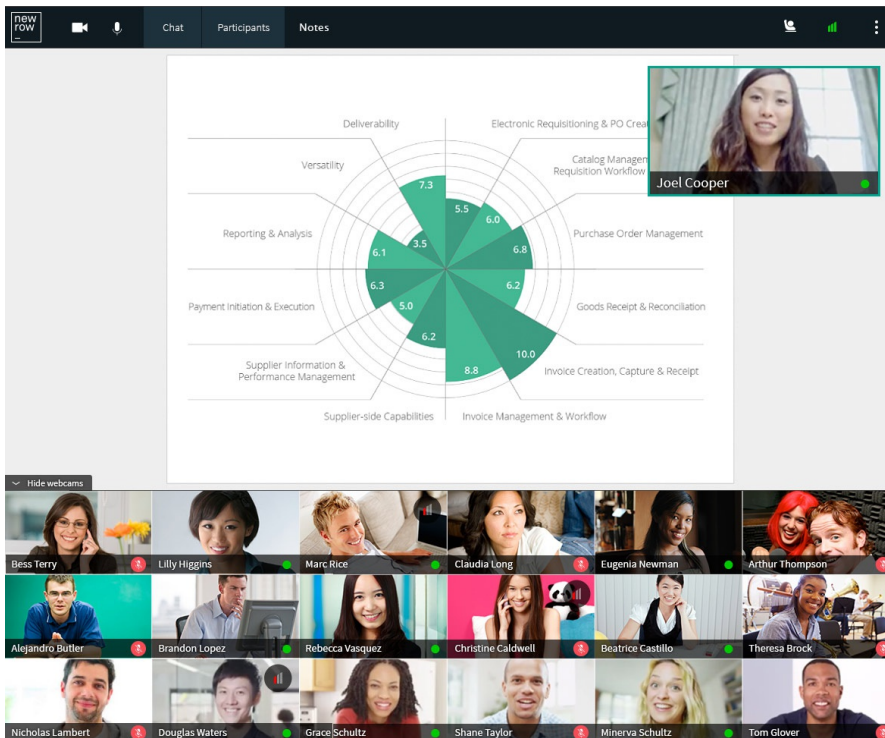 new
row
Chat
Participants
Notes
Deliverability
Electronic Requisitioning & PO Crea
Versatility
Catalog Managem
Requisition Workflow
Joel Cooper
Reporting & Analysis
Purchase Order Management
Payment Initiation & Execution
Goods Receipt & Reconciliation
Supplier Information &
Performance Management
Invoice Creation, Capture & Receipt
Supplier-side Capabilities
Invoice Management & Workflow
7.3
5.5
6.0
3.5
6.1
6.8
6.3
6.2
5.0
6.2
10.0
8.8
Hide webcams
Bess Terry
Lilly Higgins
Marc Rice
Claudia Long
Eugenia Newman
Arthur Thompson
Alejandro Butler
Brandon Lopez
Rebecca Vasquez
Christine Caldwell
Beatrice Castillo
Theresa Brock
Nicholas Lambert
Douglas Waters
Grace Schultz
Shane Taylor
Minerva Schultz
Tom Glover